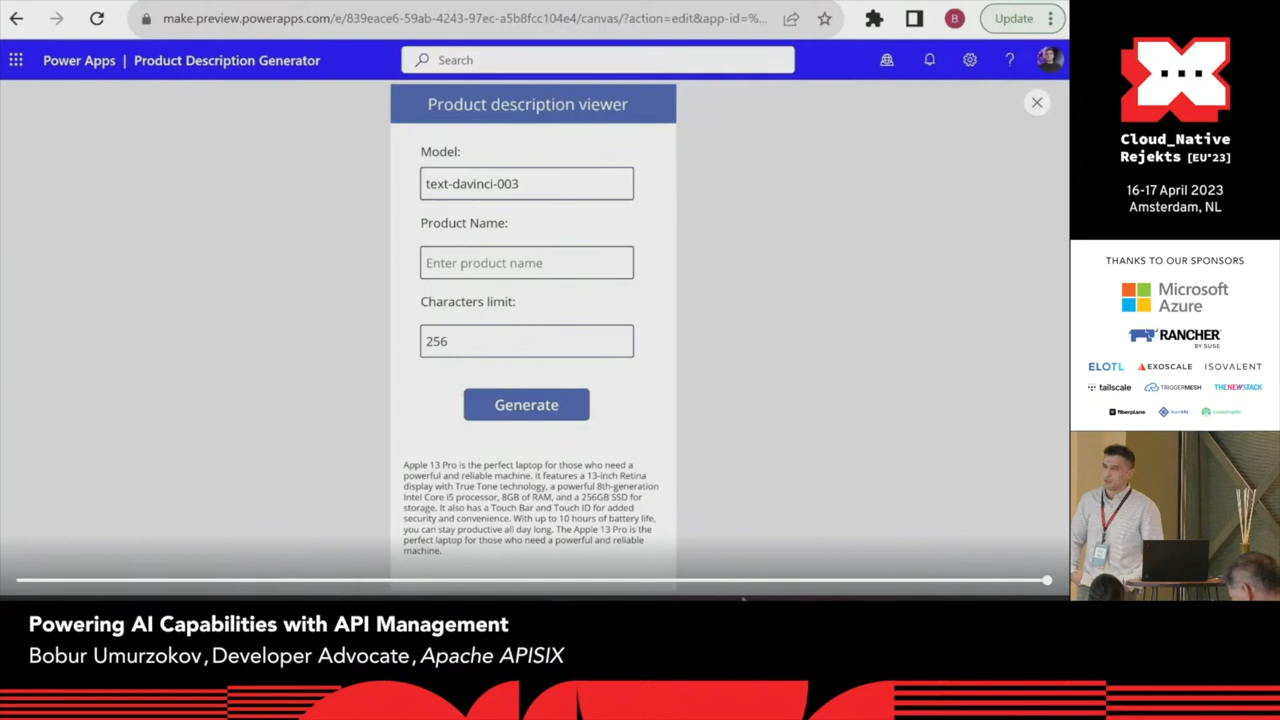 make.preview.powerapps.com/e/839eace6-59ab-4243-97ec-a5b8fcc104e4/canvas/?action=edit&app-id=%...
B
Update
Power Apps | Product Description Generator
Search
?
Product description viewer
Model:
text-davinci-003
Product Name:
Enter product name
Characters limit:
256
Generate
Apple 13 Pro is the perfect laptop for those who need a
powerful and reliable machine. It features a 13-inch Retina
display with True Tone technology, a powerful 8th-generation
Intel Core i5 processor, 8GB of RAM, and a 256GB SSD for
storage. It also has a Touch Bar and Touch ID for added
security and convenience. With up to 10 hours of battery life,
you can stay productive all day long. The Apple 13 Pro is the
perfect laptop for those who need a powerful and reliable
machine.
Cloud_Native
Rejekts [EU*23]
16-17 April 2023
Amsterdam, NL
THANKS TO OUR SPONSORS
Microsoft
Azure
RANCHER
BY SUSE
ELOTL EXOSCALE ISOVALENT
tailscale TRIGGERMESH THENEWSTACK
fiberplane
Powering AI Capabilities with API Management
Bobur Umurzokov, Developer Advocate, Apache APISIX